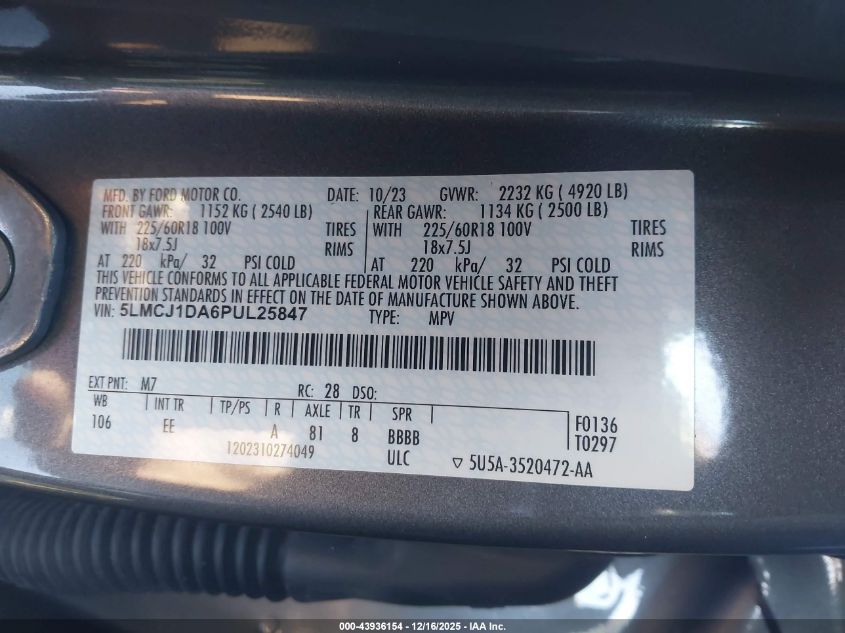 MFD. BY FORD MOTOR CO. DATE: 10/23 GVWR: 2232 KG ( 4920 LB)
FRONT GAWR: 1152 KG ( 2540 LB) REAR GAWR: 1134 KG ( 2500 LB)
WITH 225/60R18 100V TIRES WITH 225/60R18 100V TIRES
18x7.5J RIMS 18x7.5J RIMS
AT 220 kPa/ 32 PSI COLD AT 220 kPa/ 32 PSI COLD
THIS VEHICLE CONFORMS TO ALL APPLICABLE FEDERAL MOTOR VEHICLE SAFETY AND THEFT
PREVENTION STANDARDS IN EFFECT ON THE DATE OF MANUFACTURE SHOWN ABOVE.
VIN: 5LMCJ1DA6PUL25847 TYPE: MPV
EXT PNT: M7 RC: 28 DSO:
WB INT TR TP/PS R AXLE TR SPR F0136
106 EE A 81 8 BBBB T0297
1202310274049 ULC ▽ 5U5A-3520472-AA
000-43936154 - 12/16/2025 - IAA Inc.